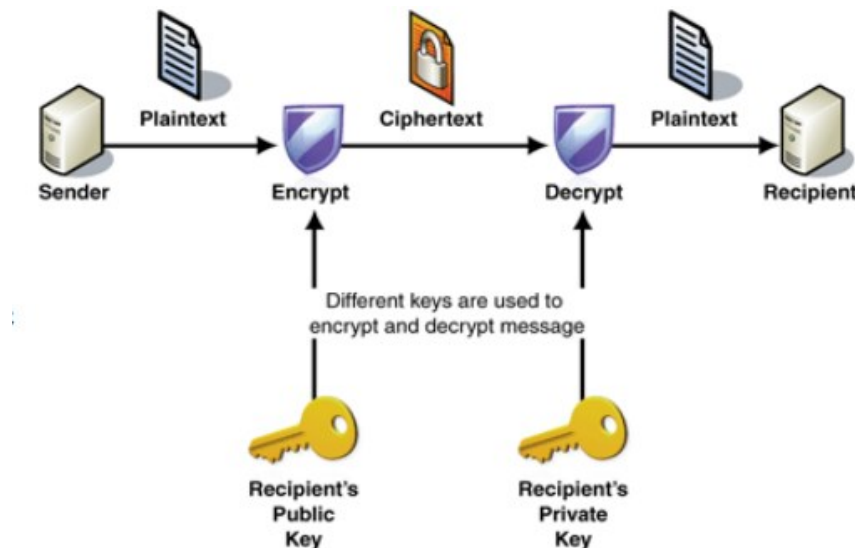 Plaintext
Ciphertext
Plaintext
Sender
Encrypt
Decrypt
Recipient
Different keys are used to
encrypt and decrypt message
Recipient's
Public
Key
Recipient's
Private
Key